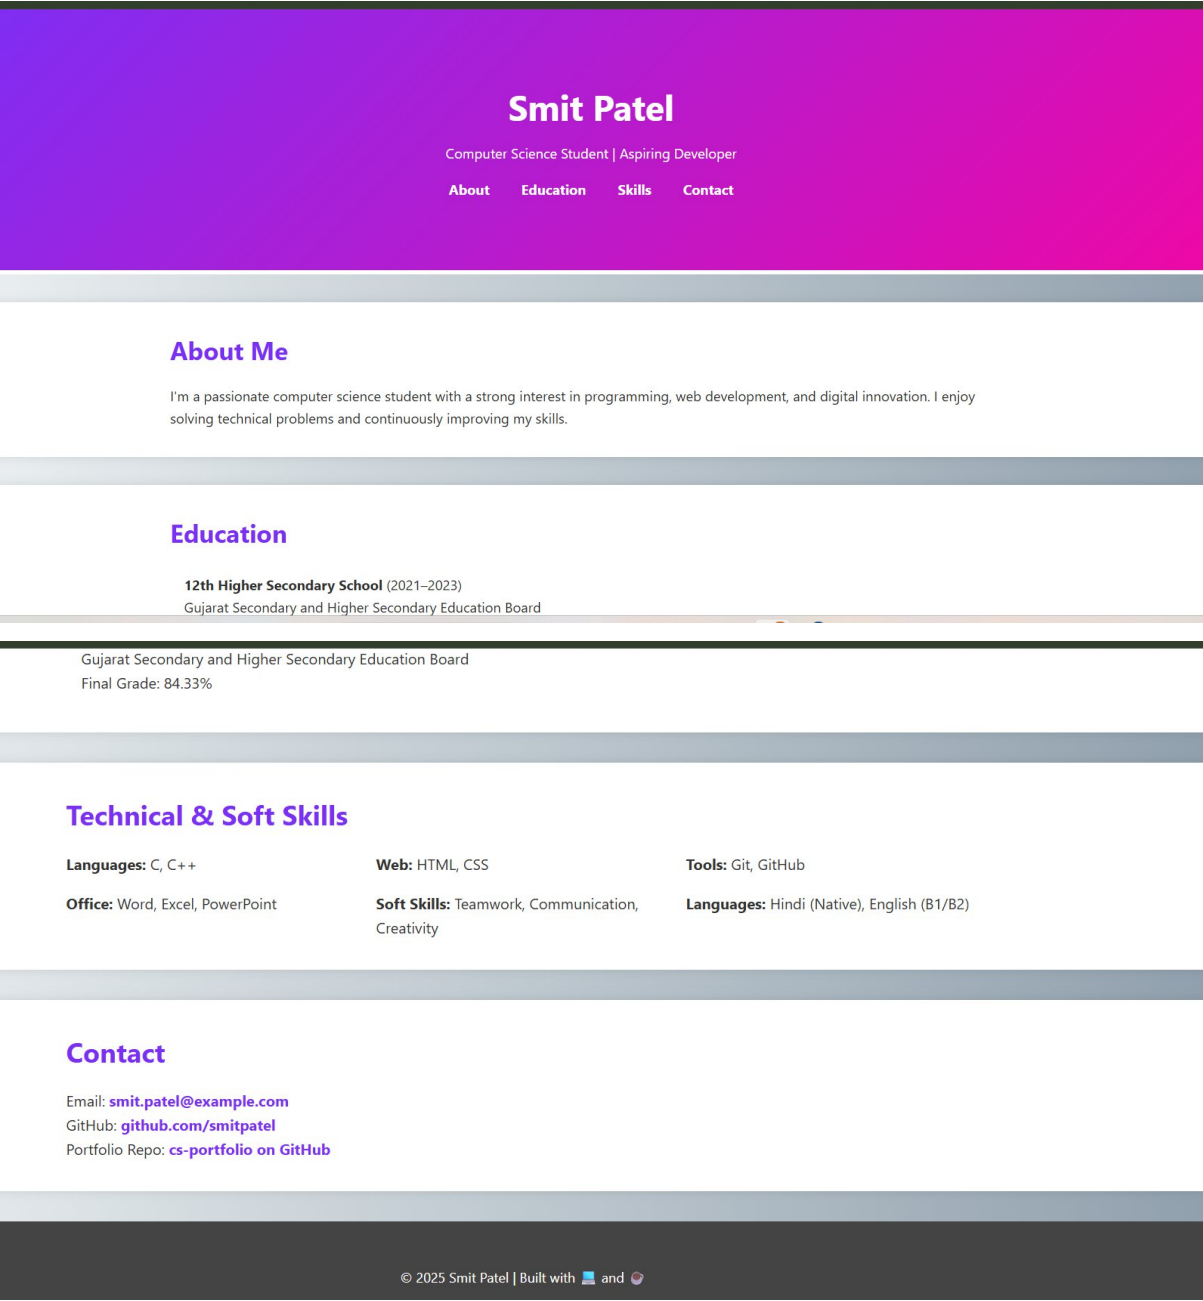 Smit Patel
Computer Science Student | Aspiring Developer
About Education Skills Contact
About Me
I'm a passionate computer science student with a strong interest in programming, web development, and digital innovation. I enjoy
solving technical problems and continuously improving my skills.
Education
12th Higher Secondary School (2021–2023)
Gujarat Secondary and Higher Secondary Education Board
Gujarat Secondary and Higher Secondary Education Board
Final Grade: 84.33%
Technical & Soft Skills
Languages: C, C++
Web: HTML, CSS
Tools: Git, GitHub
Office: Word, Excel, PowerPoint
Soft Skills: Teamwork, Communication,
Creativity
Languages: Hindi (Native), English (B1/B2)
Contact
Email: smit.patel@example.com
GitHub: github.com/smitpatel
Portfolio Repo: cs-portfolio on GitHub
© 2025 Smit Patel | Built with 💻 and ☕